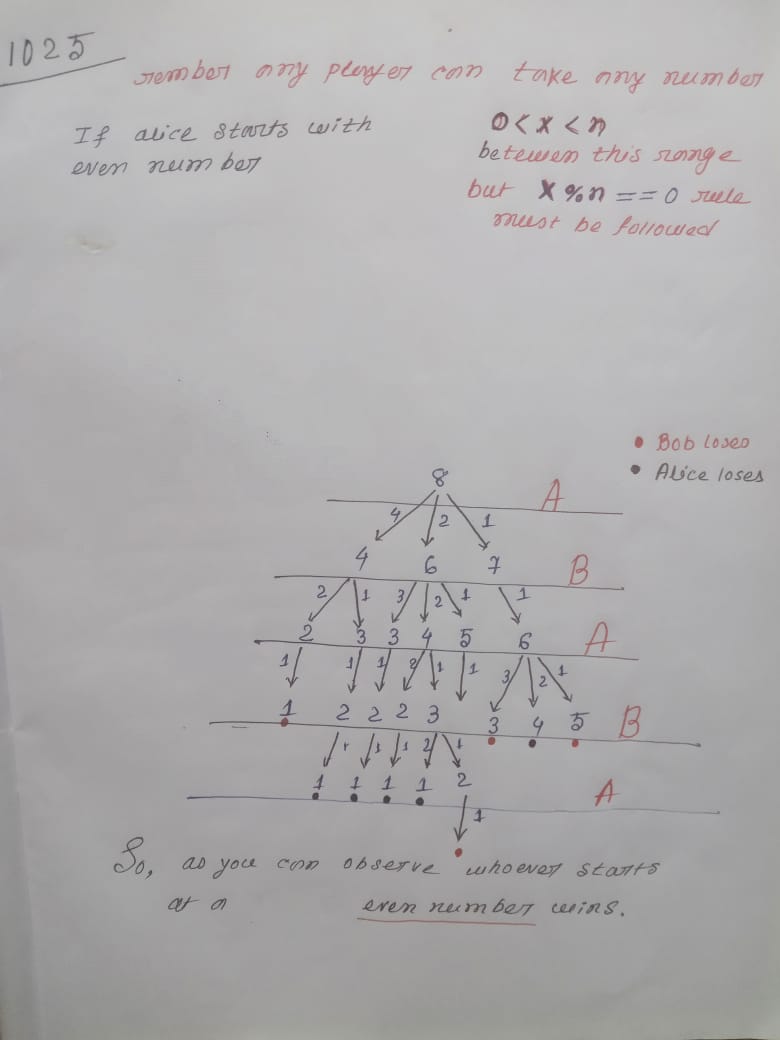 1025
remember any player can take any number
If alice starts with
even number
0 < x < n
between this range
but x % n == 0 rule
must be followed
• Bob loses
• Alice loses
8 A
4 2 1
4 6 7 B
2 1 3 2 1 1
2 3 3 4 5 6 A
1 1 1 2 1 1 3 2 1
1 2 2 2 3 3 4 5 B
1 1 1 2 1
1 1 1 1 2 A
1
So, as you can observe whoever starts
at a even number wins.